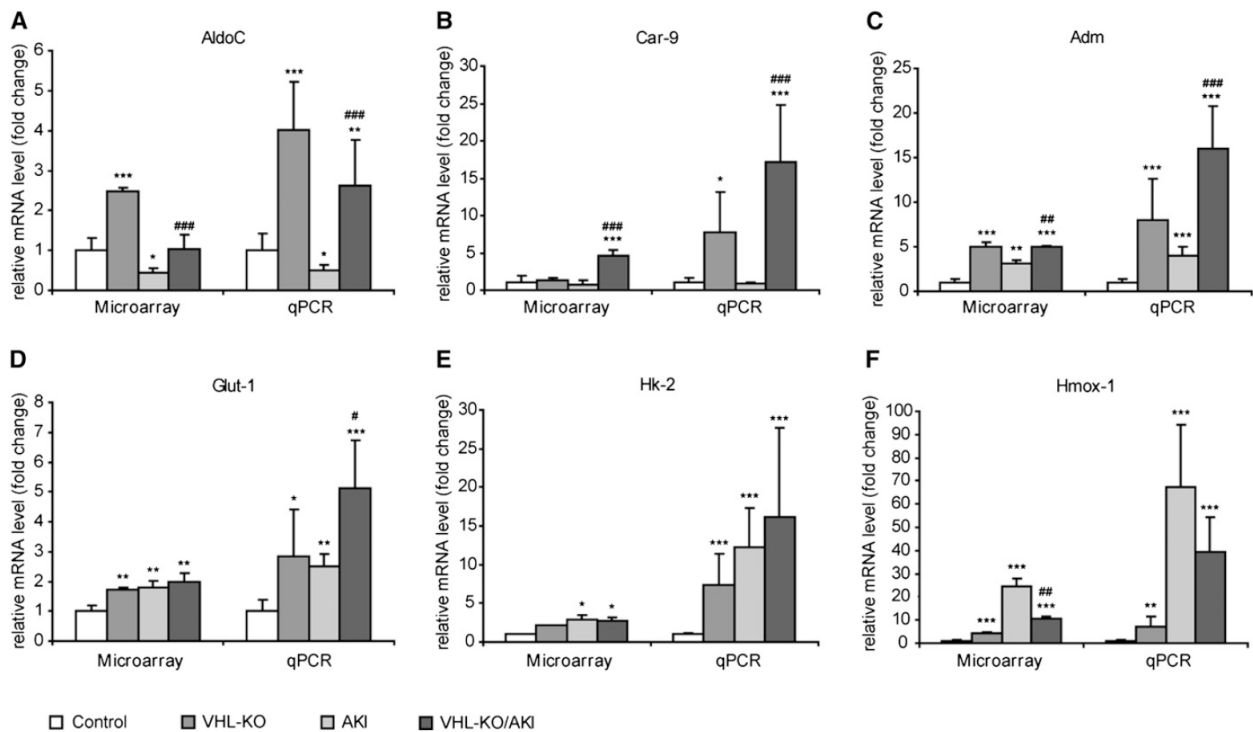 A
AldoC
relative mRNA level (fold change)
6
5
4
3
2
1
0
***
*
###
***
*
###
**
Microarray
qPCR
B
Car-9
relative mRNA level (fold change)
30
25
20
15
10
5
0
###
***
*
###
***
Microarray
qPCR
C
Adm
relative mRNA level (fold change)
25
20
15
10
5
0
***
**
##
***
***
***
###
***
Microarray
qPCR
D
Glut-1
relative mRNA level (fold change)
8
7
6
5
4
3
2
1
0
**
**
**
*
**
#
***
Microarray
qPCR
E
Hk-2
relative mRNA level (fold change)
30
25
20
15
10
5
0
*
*
***
***
***
Microarray
qPCR
F
Hmox-1
relative mRNA level (fold change)
100
90
80
70
60
50
40
30
20
10
0
***
***
##
***
**
***
***
Microarray
qPCR
Control
VHL-KO
AKI
VHL-KO/AKI